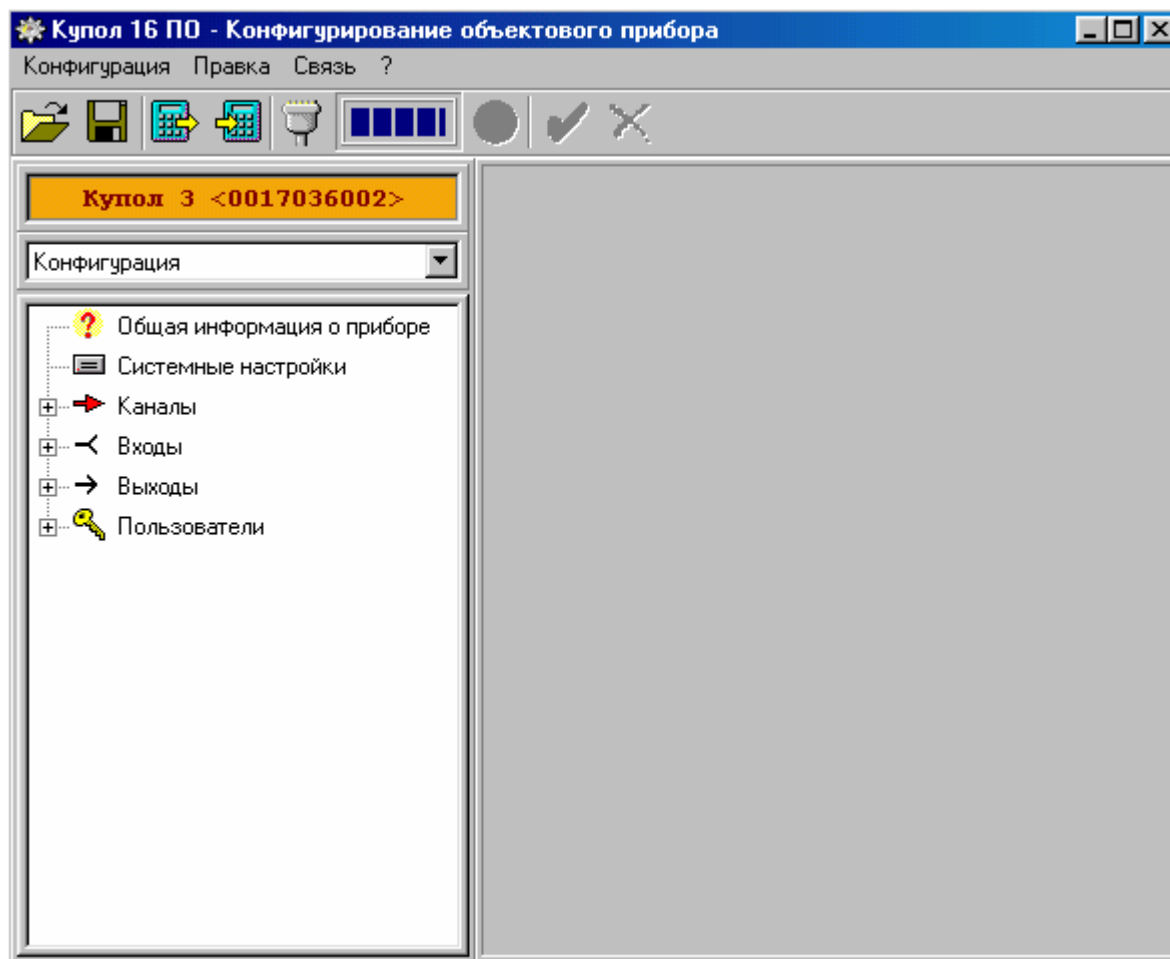 Купол 16 ПО - Конфигурирование объектового прибора
Конфигурация Правка Связь ?
Купол 3 <0017036002>
Конфигурация
Общая информация о приборе
Системные настройки
Каналы
Входы
Выходы
Пользователи